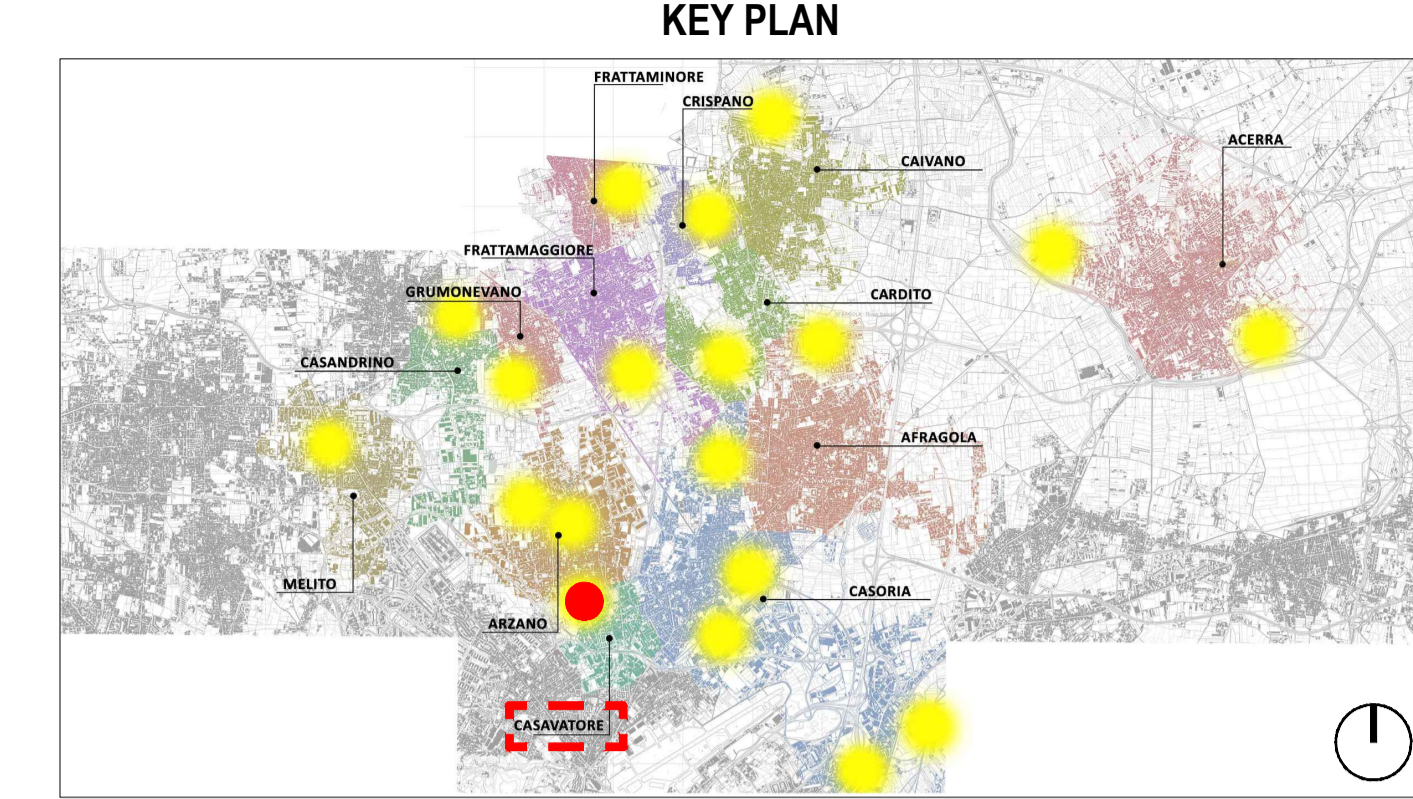 KEY PLAN
FRATTAMINORE
CRISPANO
ACERRA
CAIVANO
FRATTAMAGGIORE
GRUMONEVANO
CARDITO
CASANDRINO
AFRAGOLA
MELITO
CASORIA
ARZANO
CASAVATORE